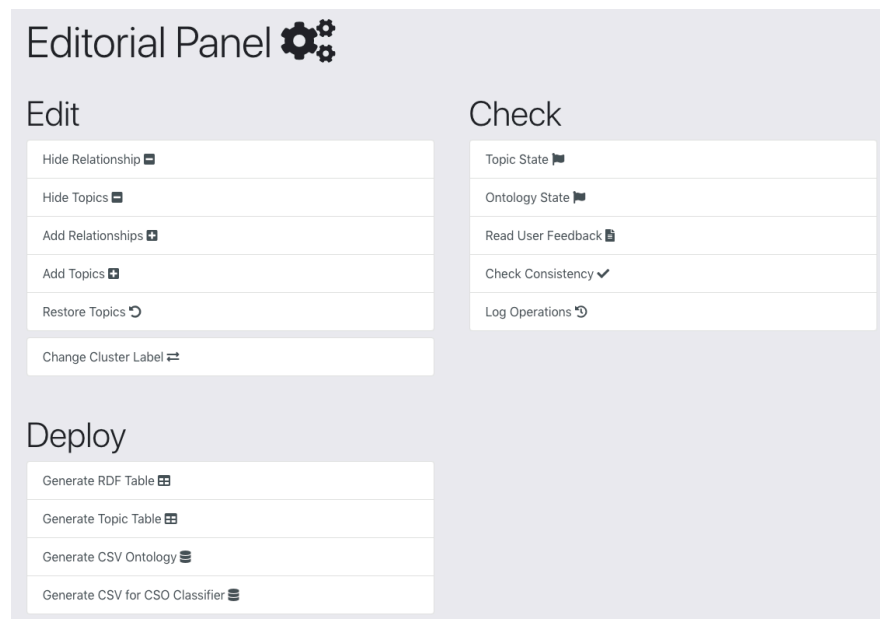 Editorial Panel
Edit
Hide Relationship
Hide Topics
Add Relationships
Add Topics
Restore Topics
Change Cluster Label
Check
Topic State
Ontology State
Read User Feedback
Check Consistency
Log Operations
Deploy
Generate RDF Table
Generate Topic Table
Generate CSV Ontology
Generate CSV for CSO Classifier